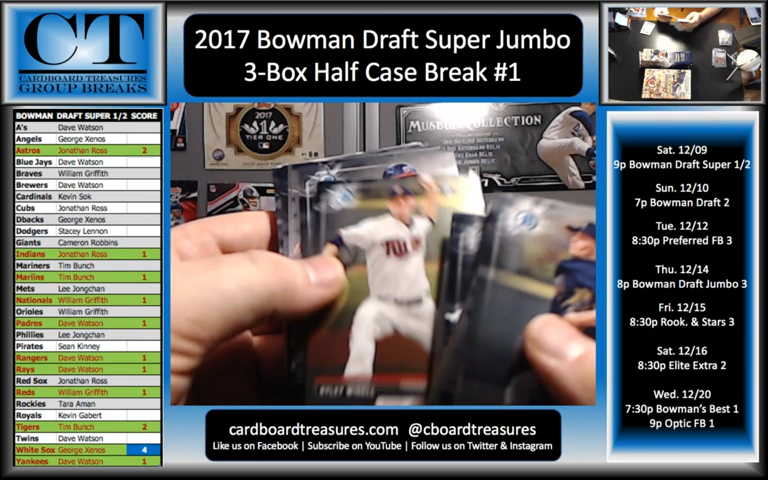 CT
CARDBOARD TREASURES
GROUP BREAKS
2017 Bowman Draft Super Jumbo
3-Box Half Case Break #1
BOWMAN DRAFT SUPER 1/2 SCORE
A's Dave Watson
Angels George Xenos
Astros Jonathan Ross 2
Blue Jays Dave Watson
Braves William Griffith
Brewers Dave Watson
Cardinals Kevin Sok
Cubs Jonathan Ross
Dbacks George Xenos
Dodgers Stacey Lennon
Giants Cameron Robbins
Indians Jonathan Ross 1
Mariners Tim Bunch
Marlins Tim Bunch 1
Mets Lee Jongchan
Nationals William Griffith 1
Orioles William Griffith
Padres Dave Watson 1
Phillies Lee Jongchan
Pirates Sean Kinney
Rangers Dave Watson 1
Rays Dave Watson 1
Red Sox Jonathan Ross
Reds William Griffith 1
Rockies Tara Aman
Royals Kevin Gabert
Tigers Tim Bunch 2
Twins Dave Watson
White Sox George Xenos 4
Yankees Dave Watson 1
2017
TIER ONE
MUSEUM COLLECTION
TWINS
Sat. 12/09
9p Bowman Draft Super 1/2
Sun. 12/10
7p Bowman Draft 2
Tue. 12/12
8:30p Preferred FB 3
Thu. 12/14
8p Bowman Draft Jumbo 3
Fri. 12/15
8:30p Rook. & Stars 3
Sat. 12/16
8:30p Elite Extra 2
Wed. 12/20
7:30p Bowman's Best 1
9p Optic FB 1
cardboardtreasures.com @cboardtreasures
Like us on Facebook | Subscribe on YouTube | Follow us on Twitter & Instagram